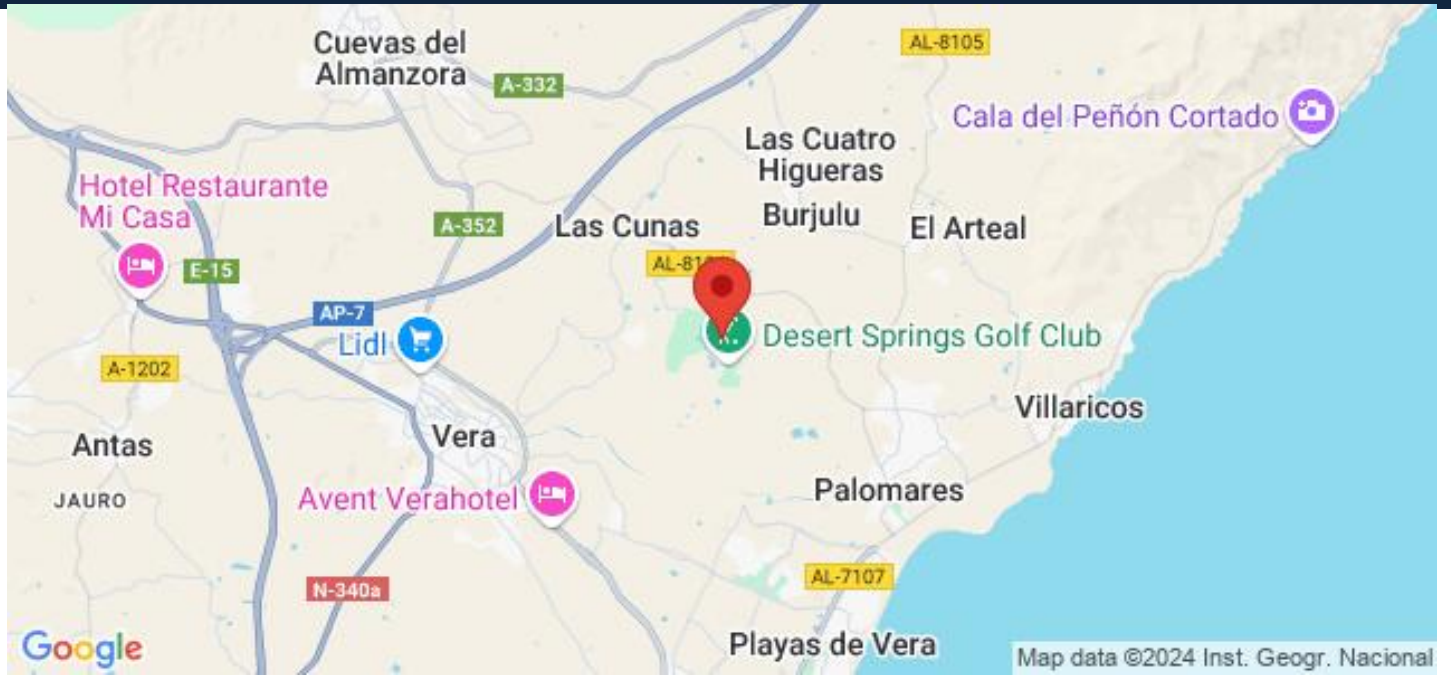 Cuevas del
Almanzora
A-332
AL-8105
Cala del Peñón Cortado
Las Cuatro
Higueras
Hotel Restaurante
Mi Casa
A-352
Las Cunas
Burjulu
El Arteal
E-15
AP-7
Lidl
Desert Springs Golf Club
A-1202
Villaricos
Antas
Vera
JAURO
Avent Verahotel
Palomares
N-340a
AL-7107
Playas de Vera
Google
Map data ©2024 Inst. Geogr. Nacional